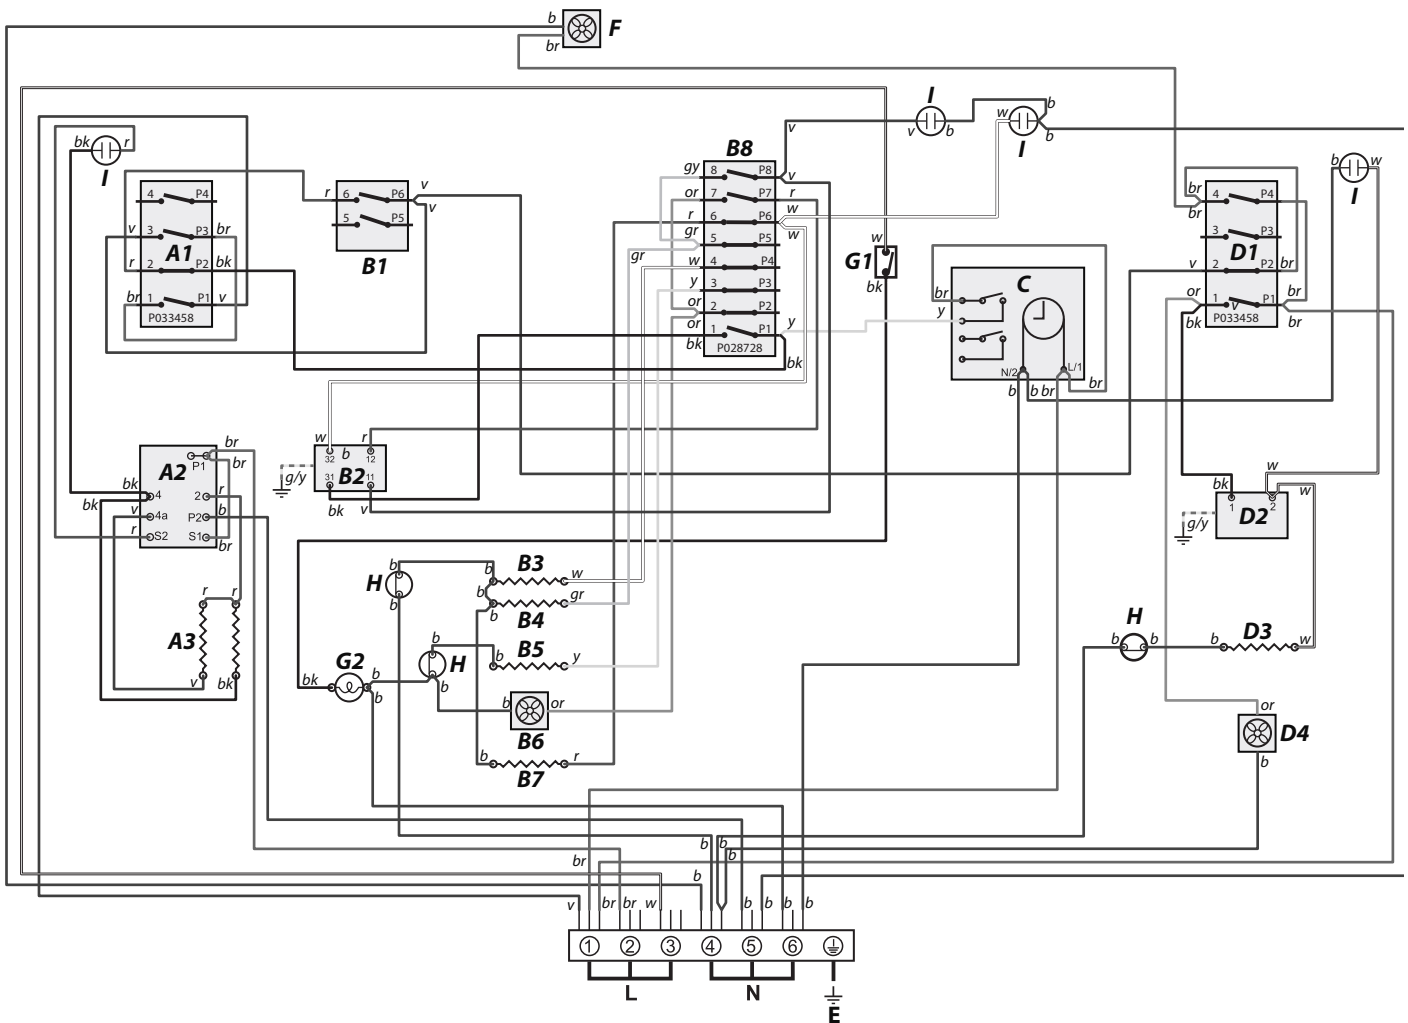 b
F
br
I
I
b
w
v
b
b
v
bk
r
I
B8
I
b
w
gy
8
P8
v
or
7
P7
r
r
6
P6
w
w
gr
5
P5
gr
w
4
P4
y
3
P3
or
2
P2
or
1
P1
y
bk
P028728
bk
4
P4
v
3
P3
br
A1
r
2
P2
bk
br
1
P1
v
P033458
r
6
P6
v
v
5
P5
B1
w
G1
bk
C
br
y
N/2
L/1
b
b
br
br
br
br
4
P4
3
P3
D1
v
2
P2
br
or
1
v
P1
br
bk
P033458
br
I
br
P1
br
A2
bk
4
2
r
bk
v
4a
P2
b
r
S2
S1
br
w
b
r
32
12
B2
31
11
g/y
bk
v
w
bk
w
1
2
D2
g/y
r
r
A3
v
bk
b
b
B3
w
H
b
b
b
gr
B4
b
B5
b
y
H
G2
bk
b
b
b
b
or
B6
b
r
B7
H
b
b
b
D3
w
or
D4
b
b
b
b
br
b
v
br
br
w
b
b
b
b
1
2
3
4
5
6
L
N
E